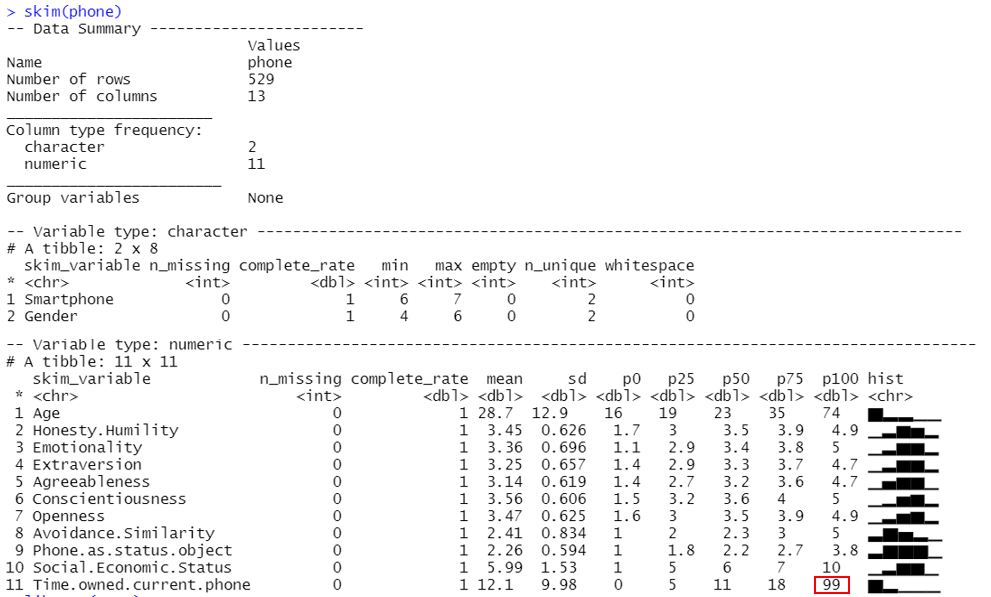 > skim(phone)
-- Data Summary ------------------------
                           Values
Name                       phone
Number of rows             529
Number of columns          13
_______________________
Column type frequency:
  character                2
  numeric                  11
________________________
Group variables            None
-- Variable type: character -------------------------------------------------------------------------------
# A tibble: 2 x 8
  skim_variable n_missing complete_rate   min   max empty n_unique whitespace
* <chr>             <int>         <dbl> <int> <int> <int>    <int>      <int>
1 Smartphone            0             1     6     7     0        2          0
2 Gender                0             1     4     6     0        2          0
-- Variable type: numeric -----------------------------------------------------------------------------------
# A tibble: 11 x 11
   skim_variable            n_missing complete_rate  mean     sd    p0   p25   p50   p75  p100 hist
 * <chr>                        <int>         <dbl> <dbl>  <dbl> <dbl> <dbl> <dbl> <dbl> <dbl> <chr>
 1 Age                              0             1 28.7  12.9    16    19    23    35    74
 2 Honesty.Humility                 0             1  3.45  0.626   1.7   3     3.5   3.9   4.9
 3 Emotionality                     0             1  3.36  0.696   1.1   2.9   3.4   3.8   5
 4 Extraversion                     0             1  3.25  0.657   1.4   2.9   3.3   3.7   4.7
 5 Agreeableness                    0             1  3.14  0.619   1.4   2.7   3.2   3.6   4.7
 6 Conscientiousness                0             1  3.56  0.606   1.5   3.2   3.6   4     5
 7 Openness                         0             1  3.47  0.625   1.6   3     3.5   3.9   4.9
 8 Avoidance.Similarity             0             1  2.41  0.834   1     2     2.3   3     5
 9 Phone.as.status.object           0             1  2.26  0.594   1     1.8   2.2   2.7   3.8
10 Social.Economic.Status           0             1  5.99  1.53    1     5     6     7    10
11 Time.owned.current.phone         0             1 12.1   9.98    0     5    11    18    99